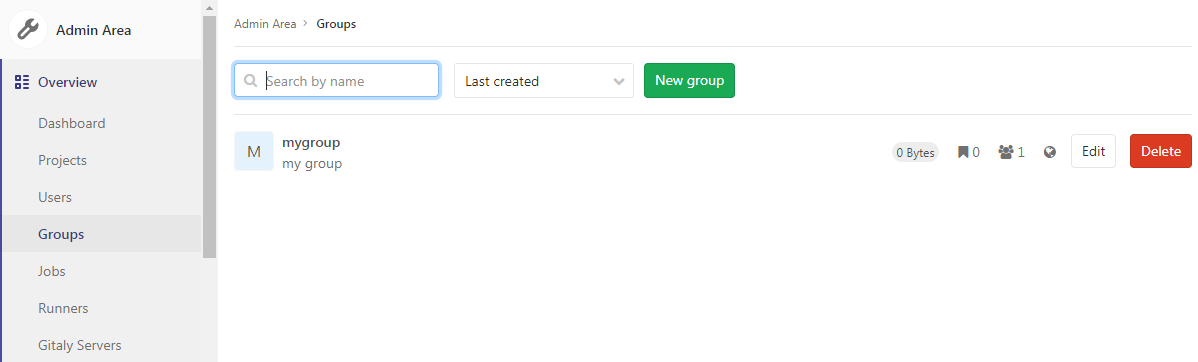 Admin Area
Overview
Dashboard
Projects
Users
Groups
Jobs
Runners
Gitaly Servers
Admin Area › Groups
Search by name
Last created
New group
M
mygroup
my group
0 Bytes
0
1
Edit
Delete